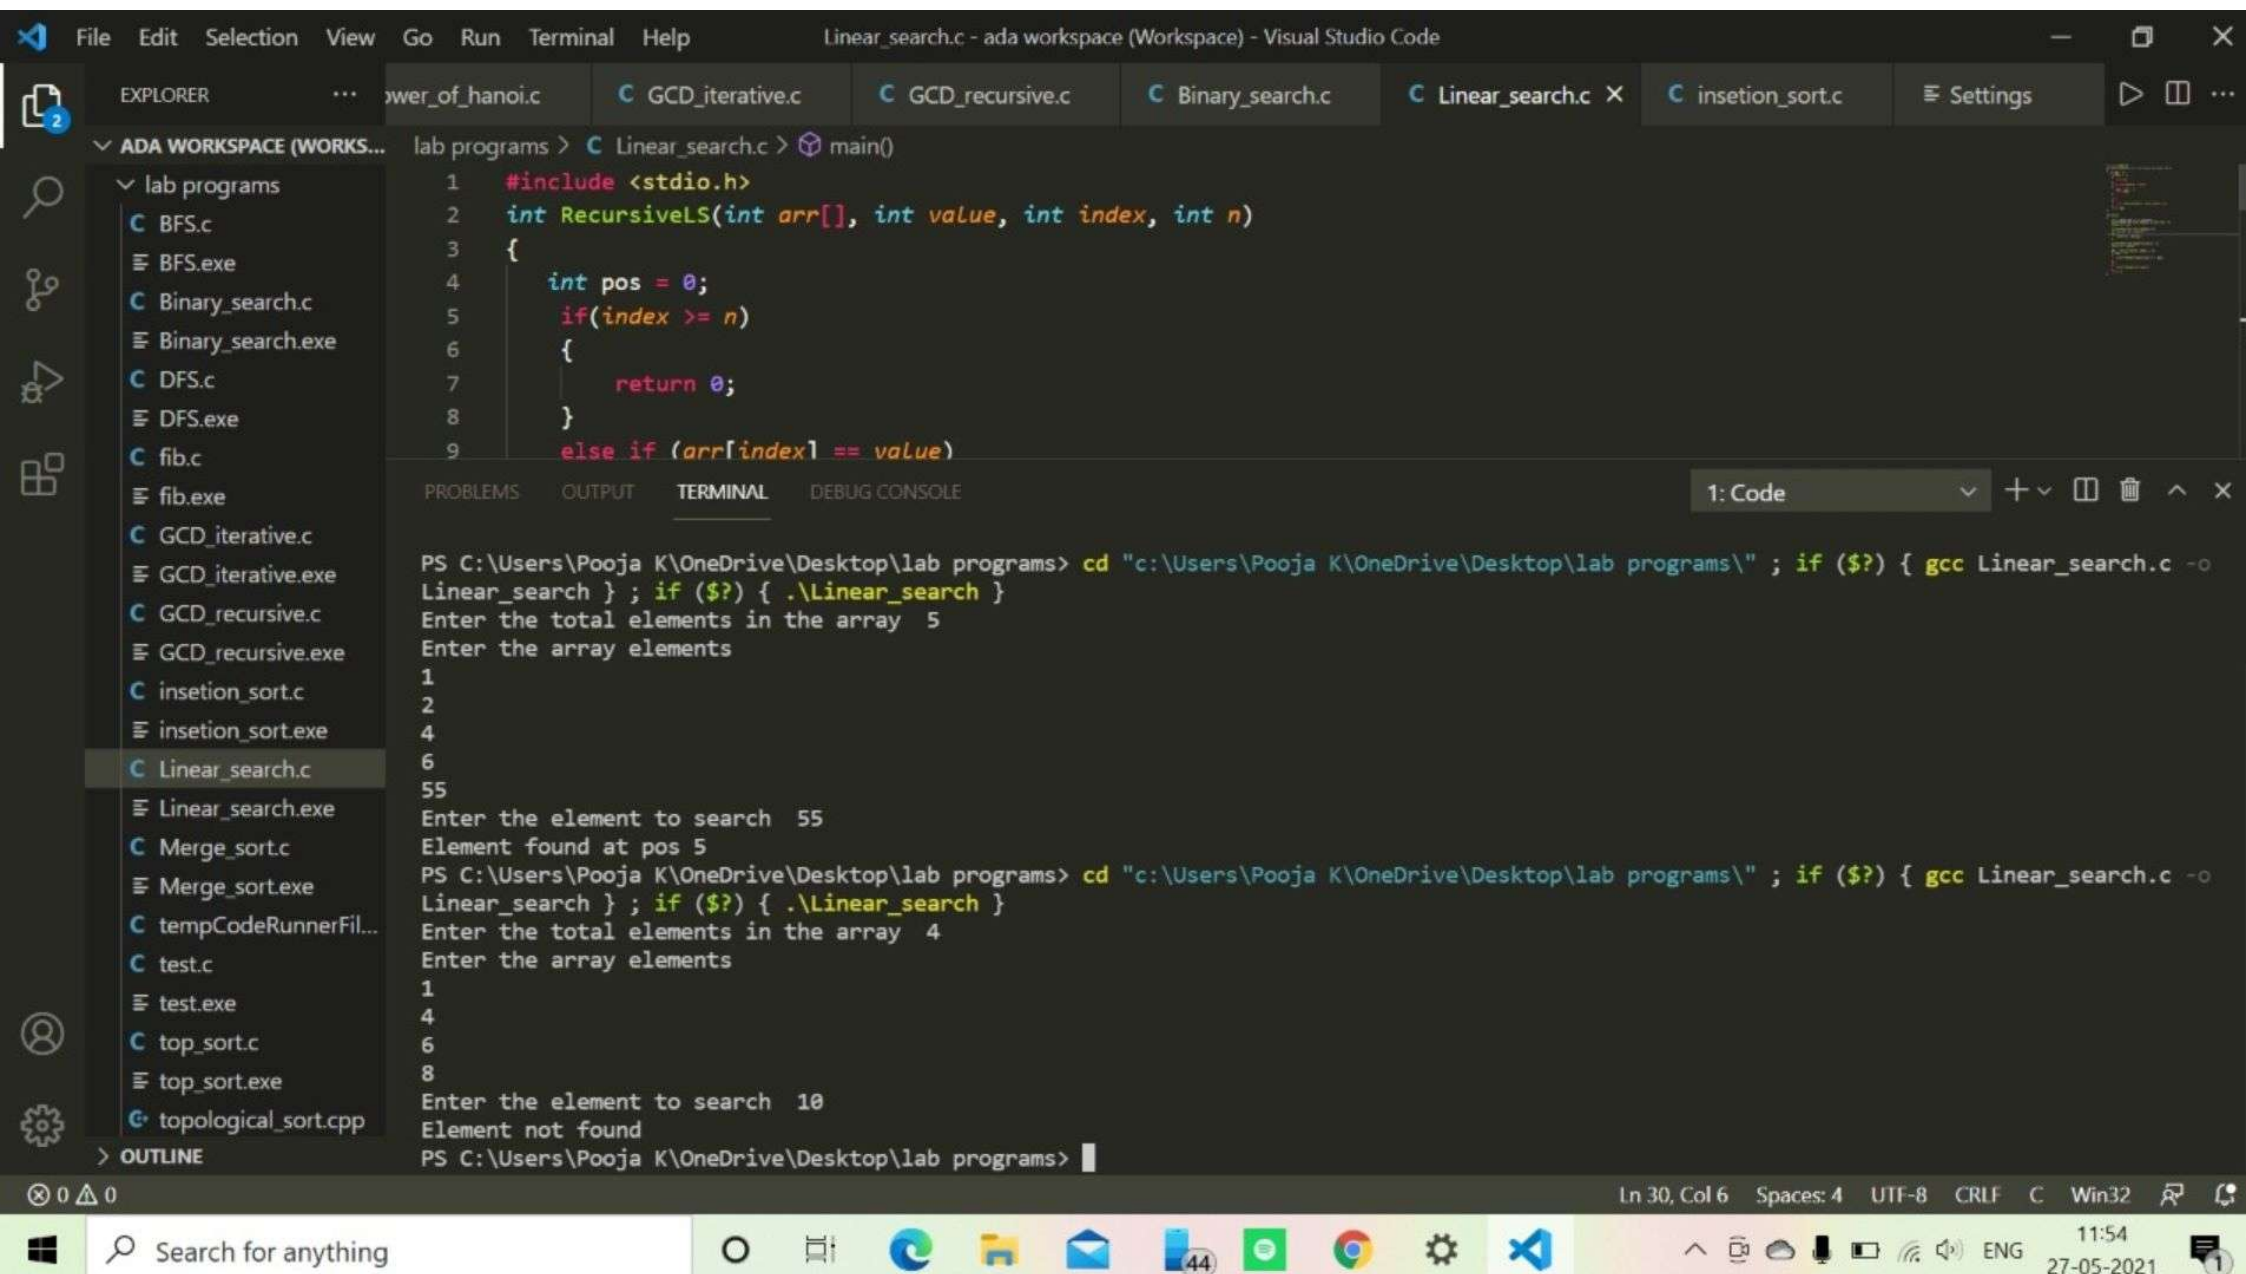 File Edit Selection View Go Run Terminal Help Linear_search.c - ada workspace (Workspace) - Visual Studio Code
EXPLORER ... ower_of_hanoi.c C GCD_iterative.c C GCD_recursive.c C Binary_search.c C Linear_search.c × C insetion_sort.c Settings ...
2
ADA WORKSPACE (WORKS...
lab programs > C Linear_search.c > main()
lab programs
C BFS.c
BFS.exe
C Binary_search.c
Binary_search.exe
C DFS.c
DFS.exe
C fib.c
fib.exe
C GCD_iterative.c
GCD_iterative.exe
C GCD_recursive.c
GCD_recursive.exe
C insetion_sort.c
insetion_sort.exe
C Linear_search.c
Linear_search.exe
C Merge_sort.c
Merge_sort.exe
C tempCodeRunnerFil...
C test.c
test.exe
C top_sort.c
top_sort.exe
topological_sort.cpp
OUTLINE
1 #include <stdio.h>
2 int RecursiveLS(int arr[], int value, int index, int n)
3 {
4 int pos = 0;
5 if(index >= n)
6 {
7 return 0;
8 }
9 else if (arr[index] == value)
PROBLEMS OUTPUT TERMINAL DEBUG CONSOLE 1: Code
PS C:\Users\Pooja K\OneDrive\Desktop\lab programs> cd "c:\Users\Pooja K\OneDrive\Desktop\lab programs\" ; if ($?) { gcc Linear_search.c -o
Linear_search } ; if ($?) { .\Linear_search }
Enter the total elements in the array 5
Enter the array elements
1
2
4
6
55
Enter the element to search 55
Element found at pos 5
PS C:\Users\Pooja K\OneDrive\Desktop\lab programs> cd "c:\Users\Pooja K\OneDrive\Desktop\lab programs\" ; if ($?) { gcc Linear_search.c -o
Linear_search } ; if ($?) { .\Linear_search }
Enter the total elements in the array 4
Enter the array elements
1
4
6
8
Enter the element to search 10
Element not found
PS C:\Users\Pooja K\OneDrive\Desktop\lab programs>
0 0 Ln 30, Col 6 Spaces: 4 UTF-8 CRLF C Win32
Search for anything 44 ENG 11:54
27-05-2021 1